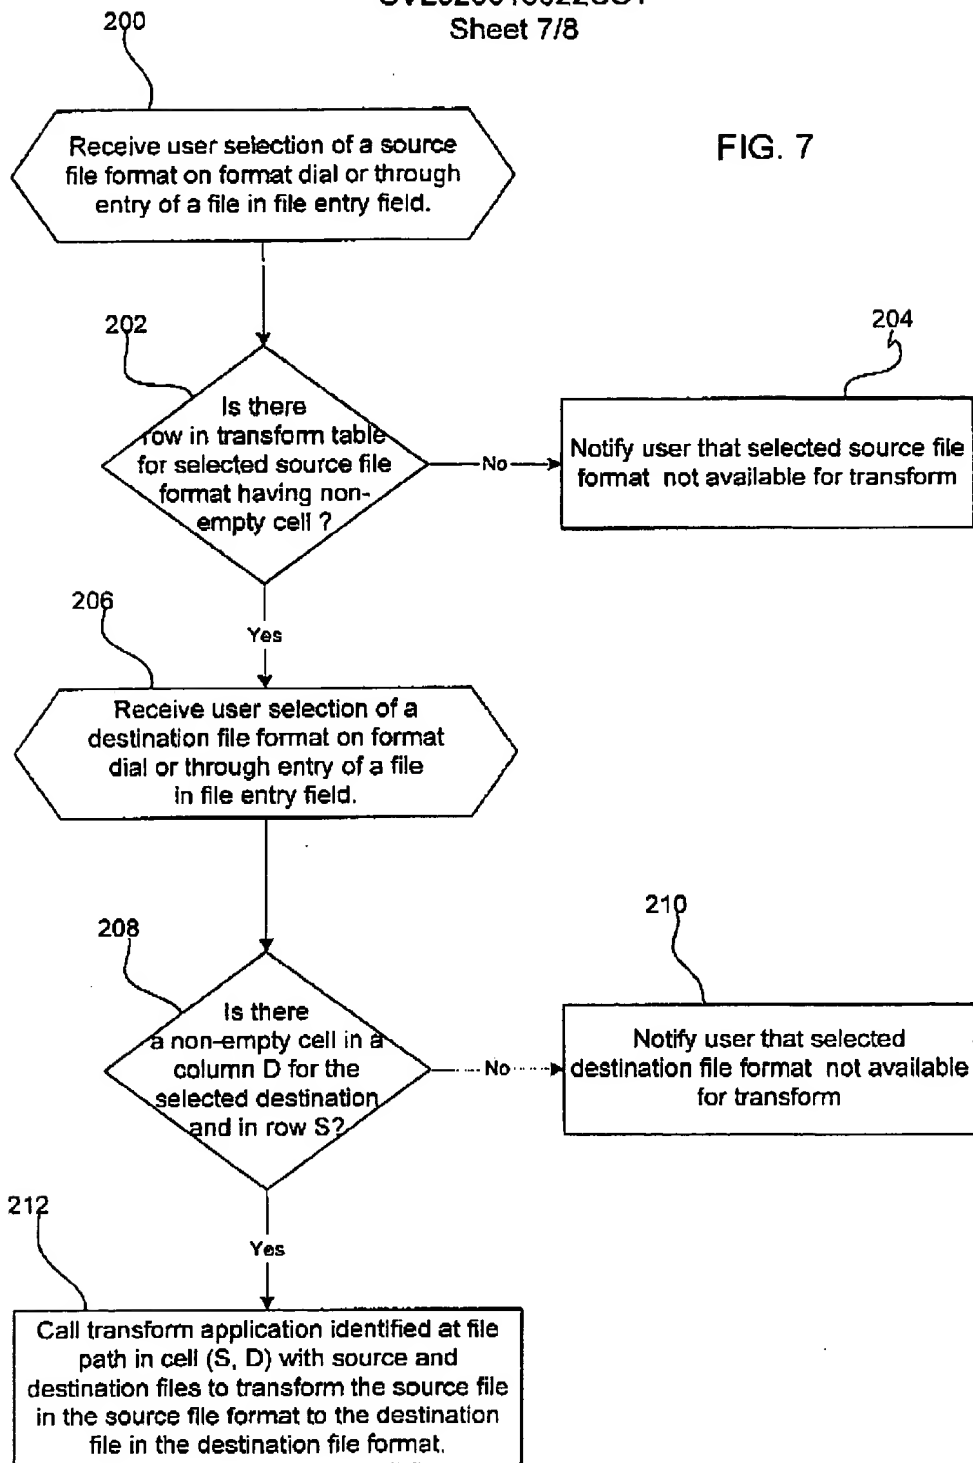 Sheet 7/8
200
Receive user selection of a source
file format on format dial or through
entry of a file in file entry field.
FIG. 7
202
Is there
row in transform table
for selected source file
format having non-
empty cell ?
No
204
Notify user that selected source file
format not available for transform
Yes
206
Receive user selection of a
destination file format on format
dial or through entry of a file
in file entry field.
208
Is there
a non-empty cell in a
column D for the
selected destination
and in row S?
No
210
Notify user that selected
destination file format not available
for transform
Yes
212
Call transform application identified at file
path in cell (S, D) with source and
destination files to transform the source file
in the source file format to the destination
file in the destination file format.